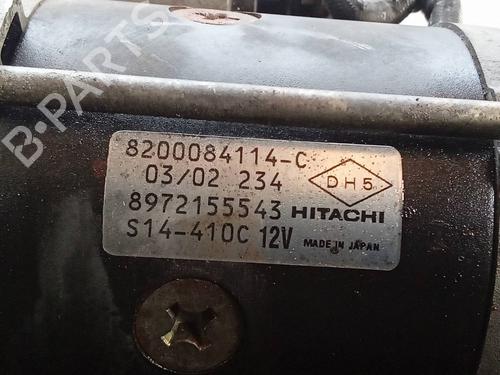 B-PARTS
8200084114-C
03/02 234
DH5
8972155543 HITACHI
S14-410C 12V MADE IN JAPAN